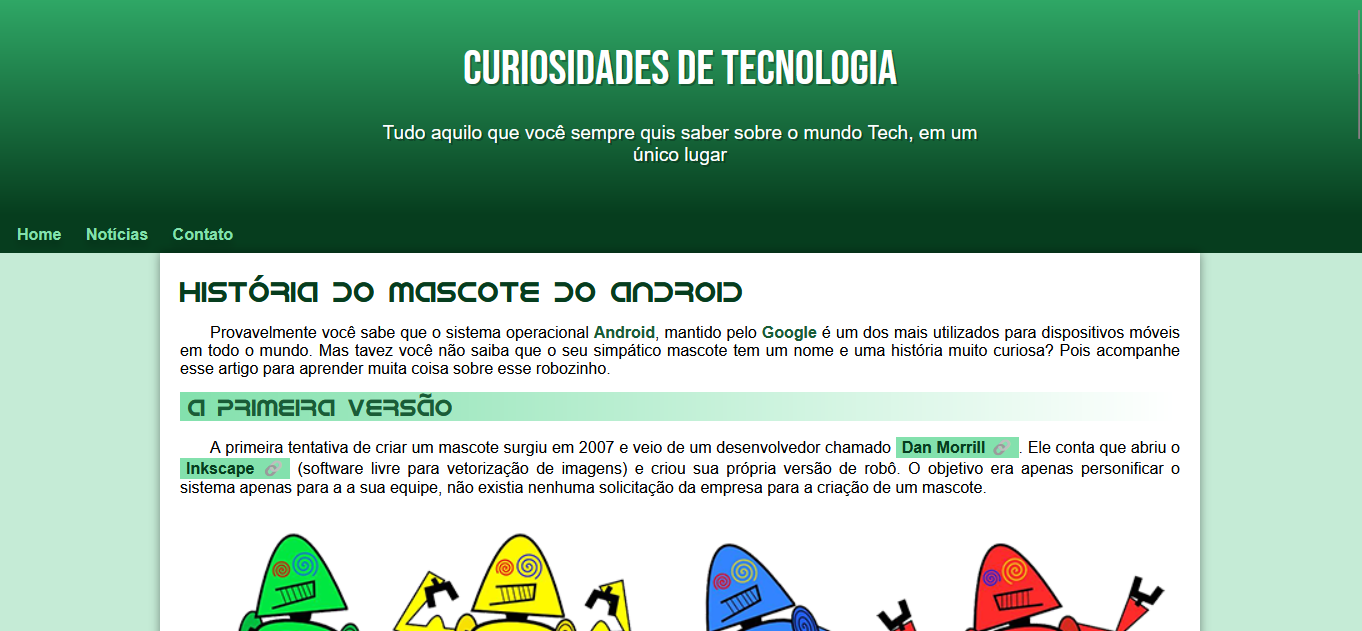 CURIOSIDADES DE TECNOLOGIA
Tudo aquilo que você sempre quis saber sobre o mundo Tech, em um
único lugar
Home Notícias Contato
História do Mascote do Android
Provavelmente você sabe que o sistema operacional Android, mantido pelo Google é um dos mais utilizados para dispositivos móveis
em todo o mundo. Mas tavez você não saiba que o seu simpático mascote tem um nome e uma história muito curiosa? Pois acompanhe
esse artigo para aprender muita coisa sobre esse robozinho.
A primeira versão
A primeira tentativa de criar um mascote surgiu em 2007 e veio de um desenvolvedor chamado Dan Morrill. Ele conta que abriu o
Inkscape (software livre para vetorização de imagens) e criou sua própria versão de robô. O objetivo era apenas personificar o
sistema apenas para a a sua equipe, não existia nenhuma solicitação da empresa para a criação de um mascote.